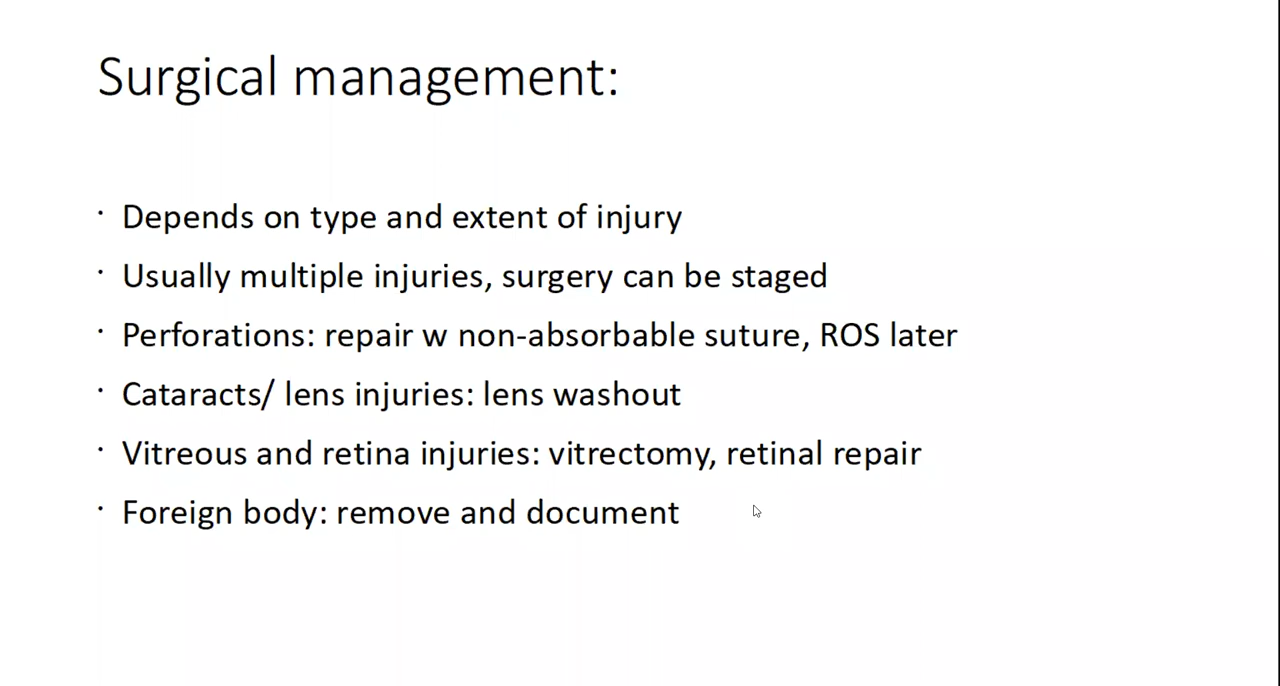 Surgical management:
· Depends on type and extent of injury
· Usually multiple injuries, surgery can be staged
· Perforations: repair w non-absorbable suture, ROS later
· Cataracts/ lens injuries: lens washout
· Vitreous and retina injuries: vitrectomy, retinal repair
· Foreign body: remove and document